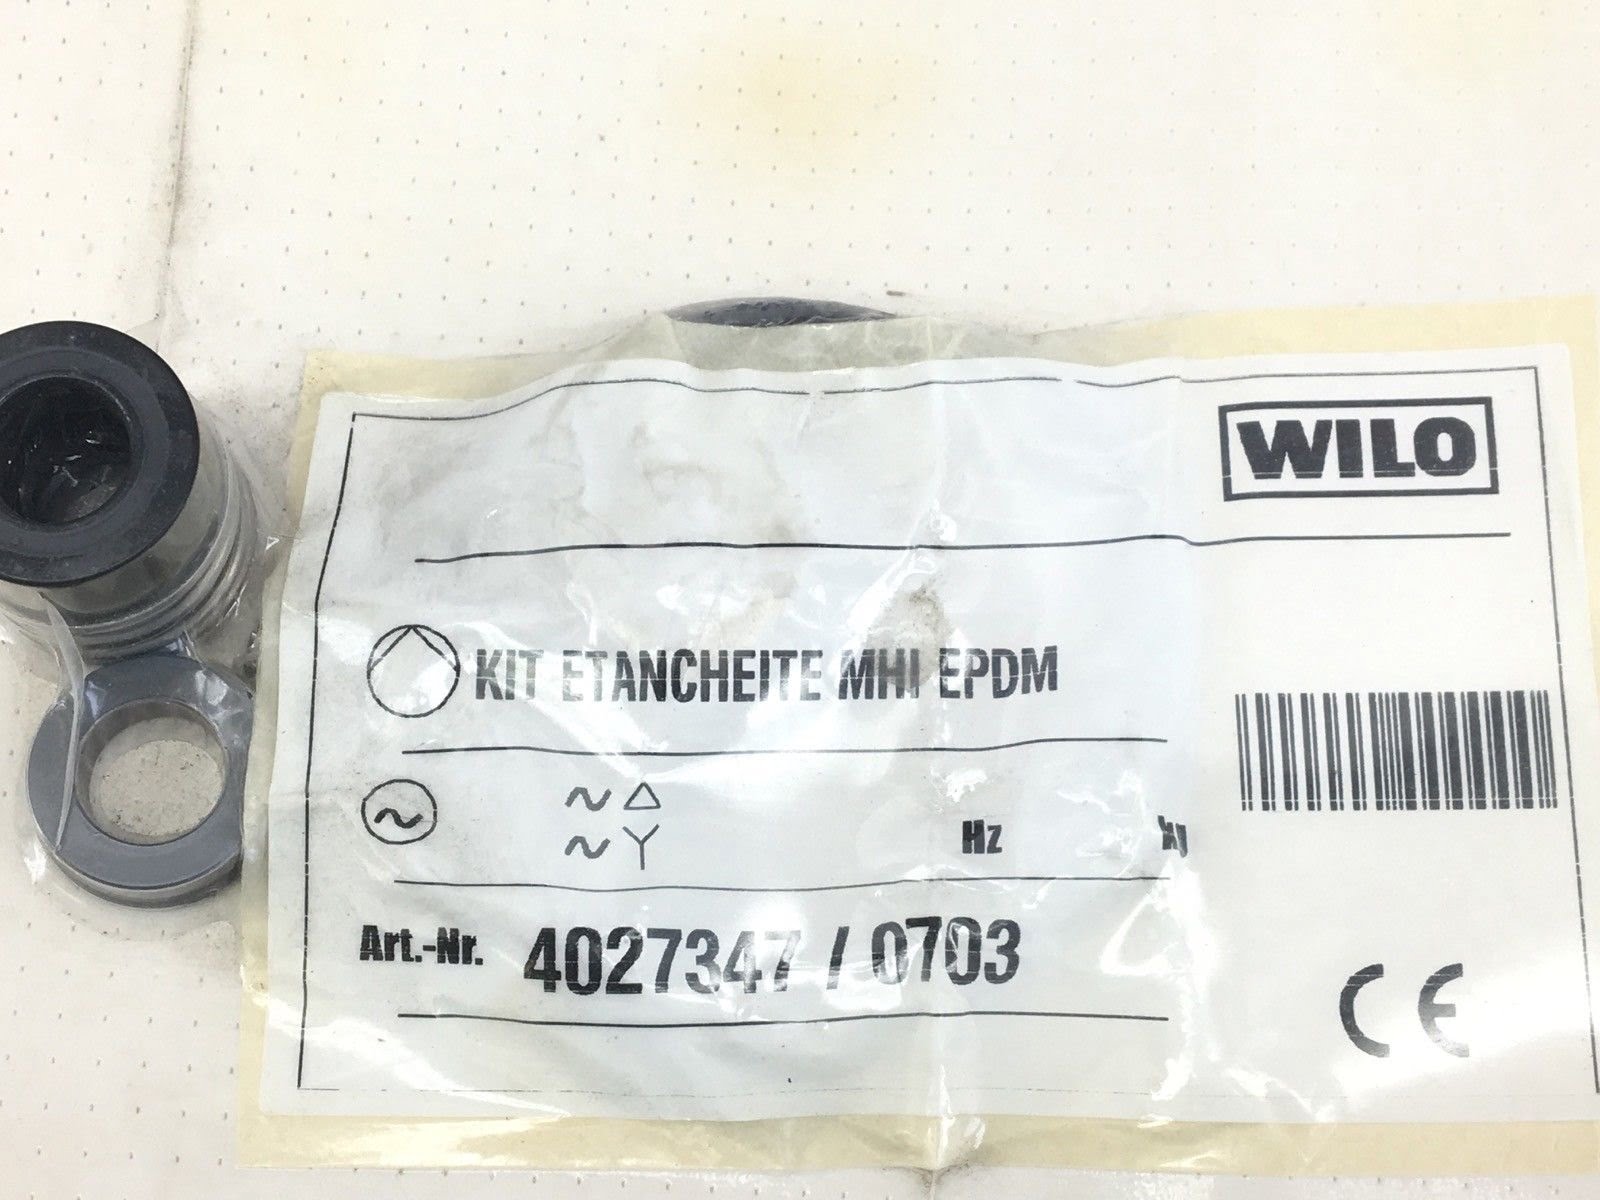 WILO
KIT ETANCHEITE MHI EPDM
~ Δ
~ Y Hz
Art.-Nr. 4027347 / 0703
CE